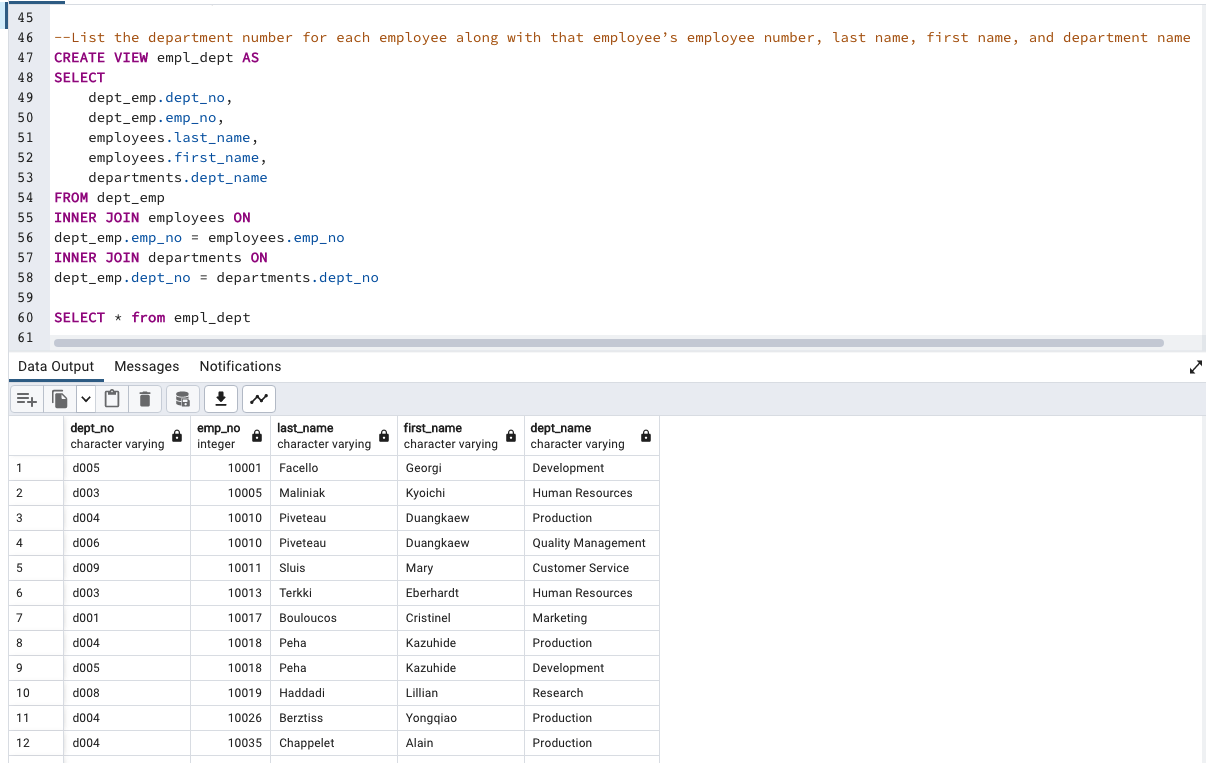 45
46 --List the department number for each employee along with that employee’s employee number, last name, first name, and department name
47 CREATE VIEW empl_dept AS
48 SELECT
49 dept_emp.dept_no,
50 dept_emp.emp_no,
51 employees.last_name,
52 employees.first_name,
53 departments.dept_name
54 FROM dept_emp
55 INNER JOIN employees ON
56 dept_emp.emp_no = employees.emp_no
57 INNER JOIN departments ON
58 dept_emp.dept_no = departments.dept_no
59
60 SELECT * from empl_dept
61
Data Output Messages Notifications
dept_no emp_no last_name first_name dept_name
character varying integer character varying character varying character varying
1 d005 10001 Facello Georgi Development
2 d003 10005 Maliniak Kyoichi Human Resources
3 d004 10010 Piveteau Duangkaew Production
4 d006 10010 Piveteau Duangkaew Quality Management
5 d009 10011 Sluis Mary Customer Service
6 d003 10013 Terkki Eberhardt Human Resources
7 d001 10017 Bouloucos Cristinel Marketing
8 d004 10018 Peha Kazuhide Production
9 d005 10018 Peha Kazuhide Development
10 d008 10019 Haddadi Lillian Research
11 d004 10026 Berztiss Yongqiao Production
12 d004 10035 Chappelet Alain Production